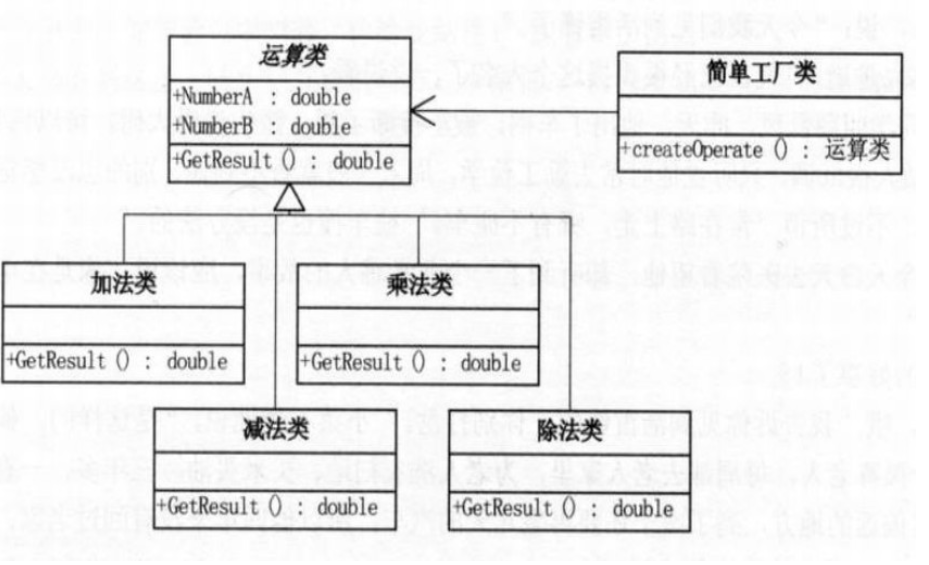 运算类
+NumberA : double
+NumberB : double
+GetResult () : double
简单工厂类
+createOperate () : 运算类
加法类
+GetResult () : double
乘法类
+GetResult () : double
减法类
+GetResult () : double
除法类
+GetResult () : double